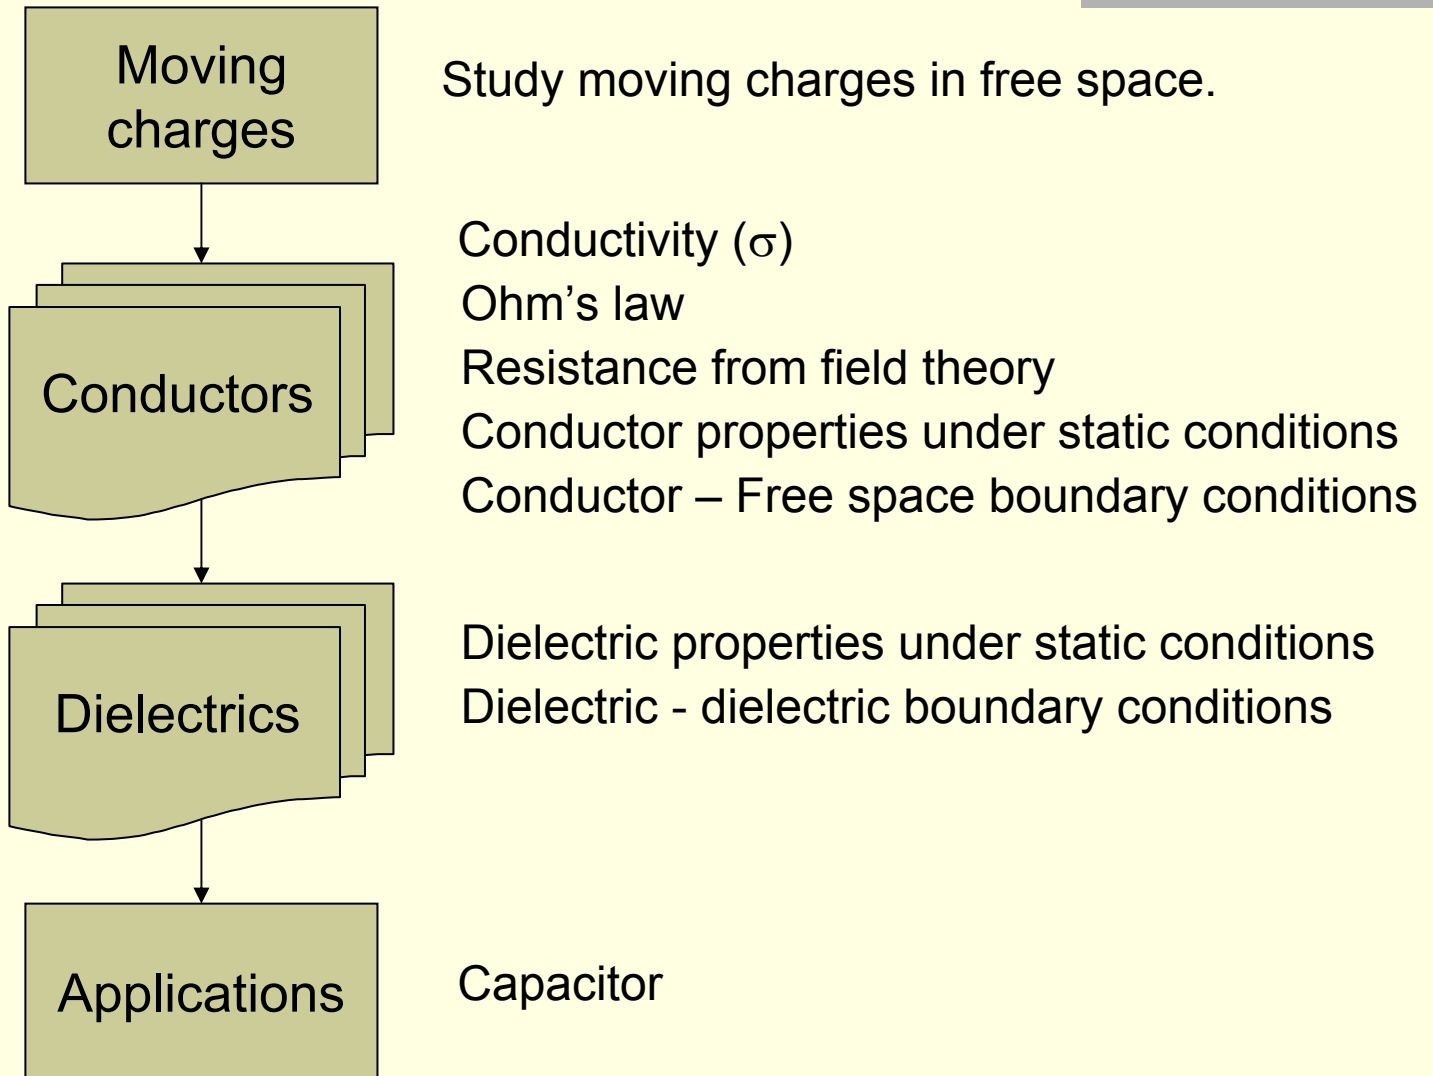 Moving
charges
Study moving charges in free space.
Conductors
Conductivity (σ)
Ohm’s law
Resistance from field theory
Conductor properties under static conditions
Conductor – Free space boundary conditions
Dielectrics
Dielectric properties under static conditions
Dielectric - dielectric boundary conditions
Applications
Capacitor